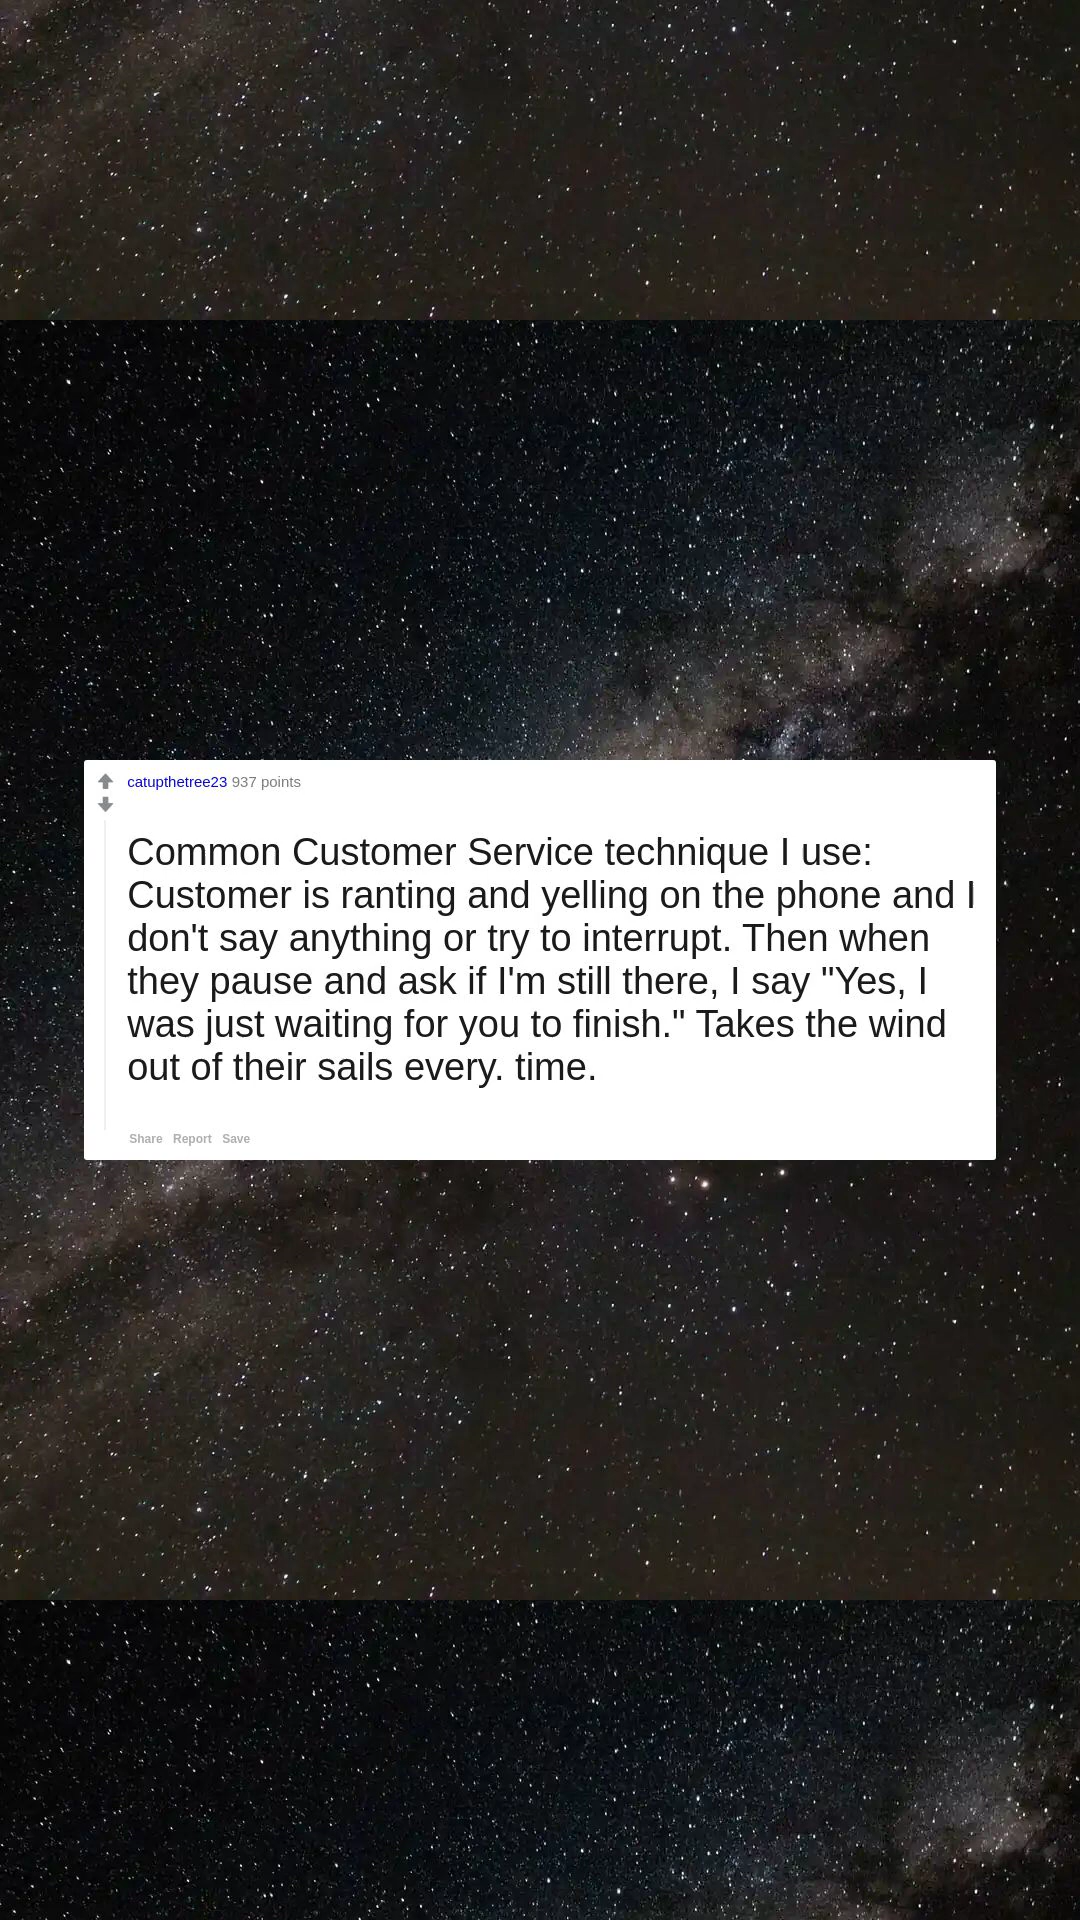 catupthetree23 937 points
Common Customer Service technique I use:
Customer is ranting and yelling on the phone and I
don't say anything or try to interrupt. Then when
they pause and ask if I'm still there, I say "Yes, I
was just waiting for you to finish." Takes the wind
out of their sails every. time.
Share Report Save